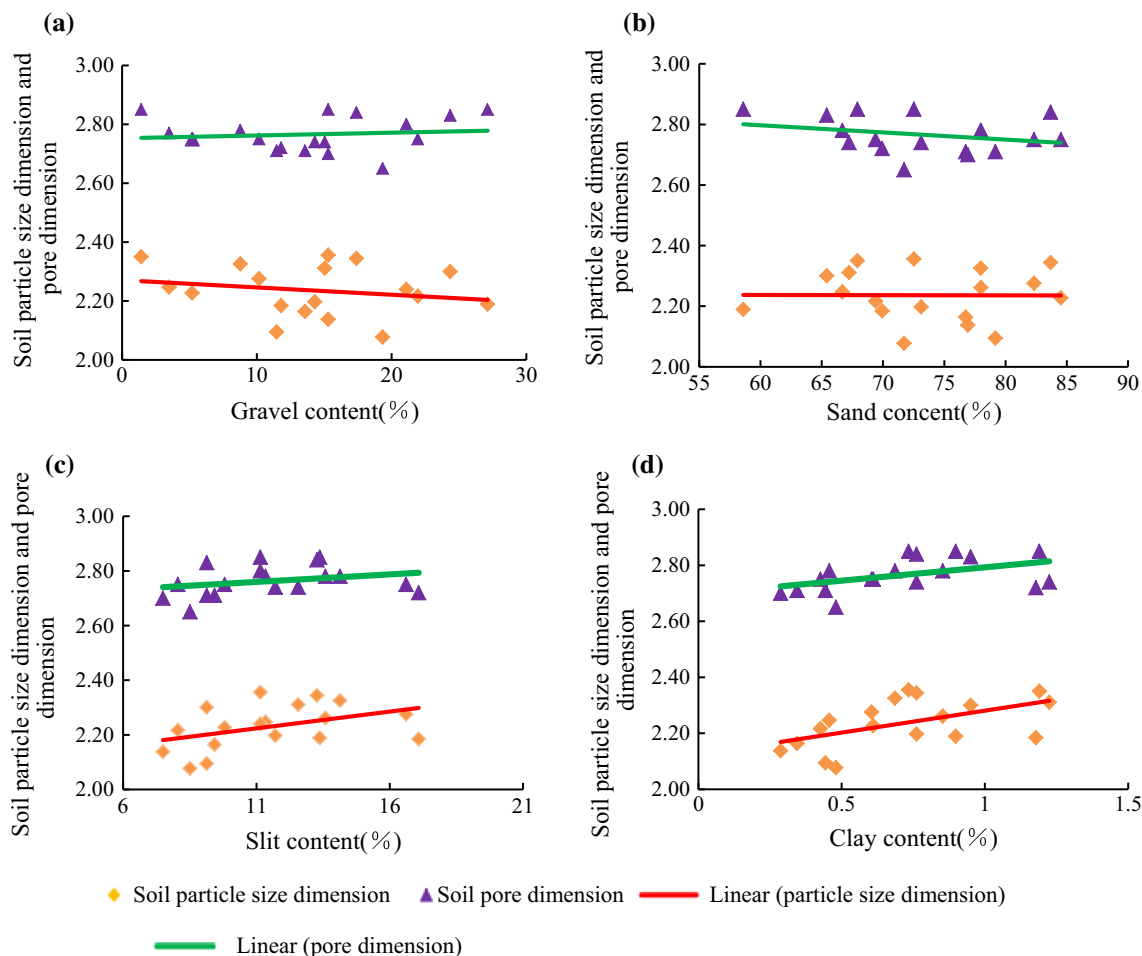 (a)
Soil particle size dimension and
pore dimension
3.00
2.80
2.60
2.40
2.20
2.00
0 10 20 30
Gravel content(%)
(b)
Soil particle size dimension and
pore dimension
3.00
2.80
2.60
2.40
2.20
2.00
55 60 65 70 75 80 85 90
Sand concent(%)
(c)
Soil particle size dimension and pore
dimension
3.00
2.80
2.60
2.40
2.20
2.00
6 11 16 21
Slit content(%)
(d)
Soil particle size dimension and pore
dimension
3.00
2.80
2.60
2.40
2.20
2.00
0 0.5 1 1.5
Clay content(%)
Soil particle size dimension Soil pore dimension Linear (particle size dimension)
Linear (pore dimension)